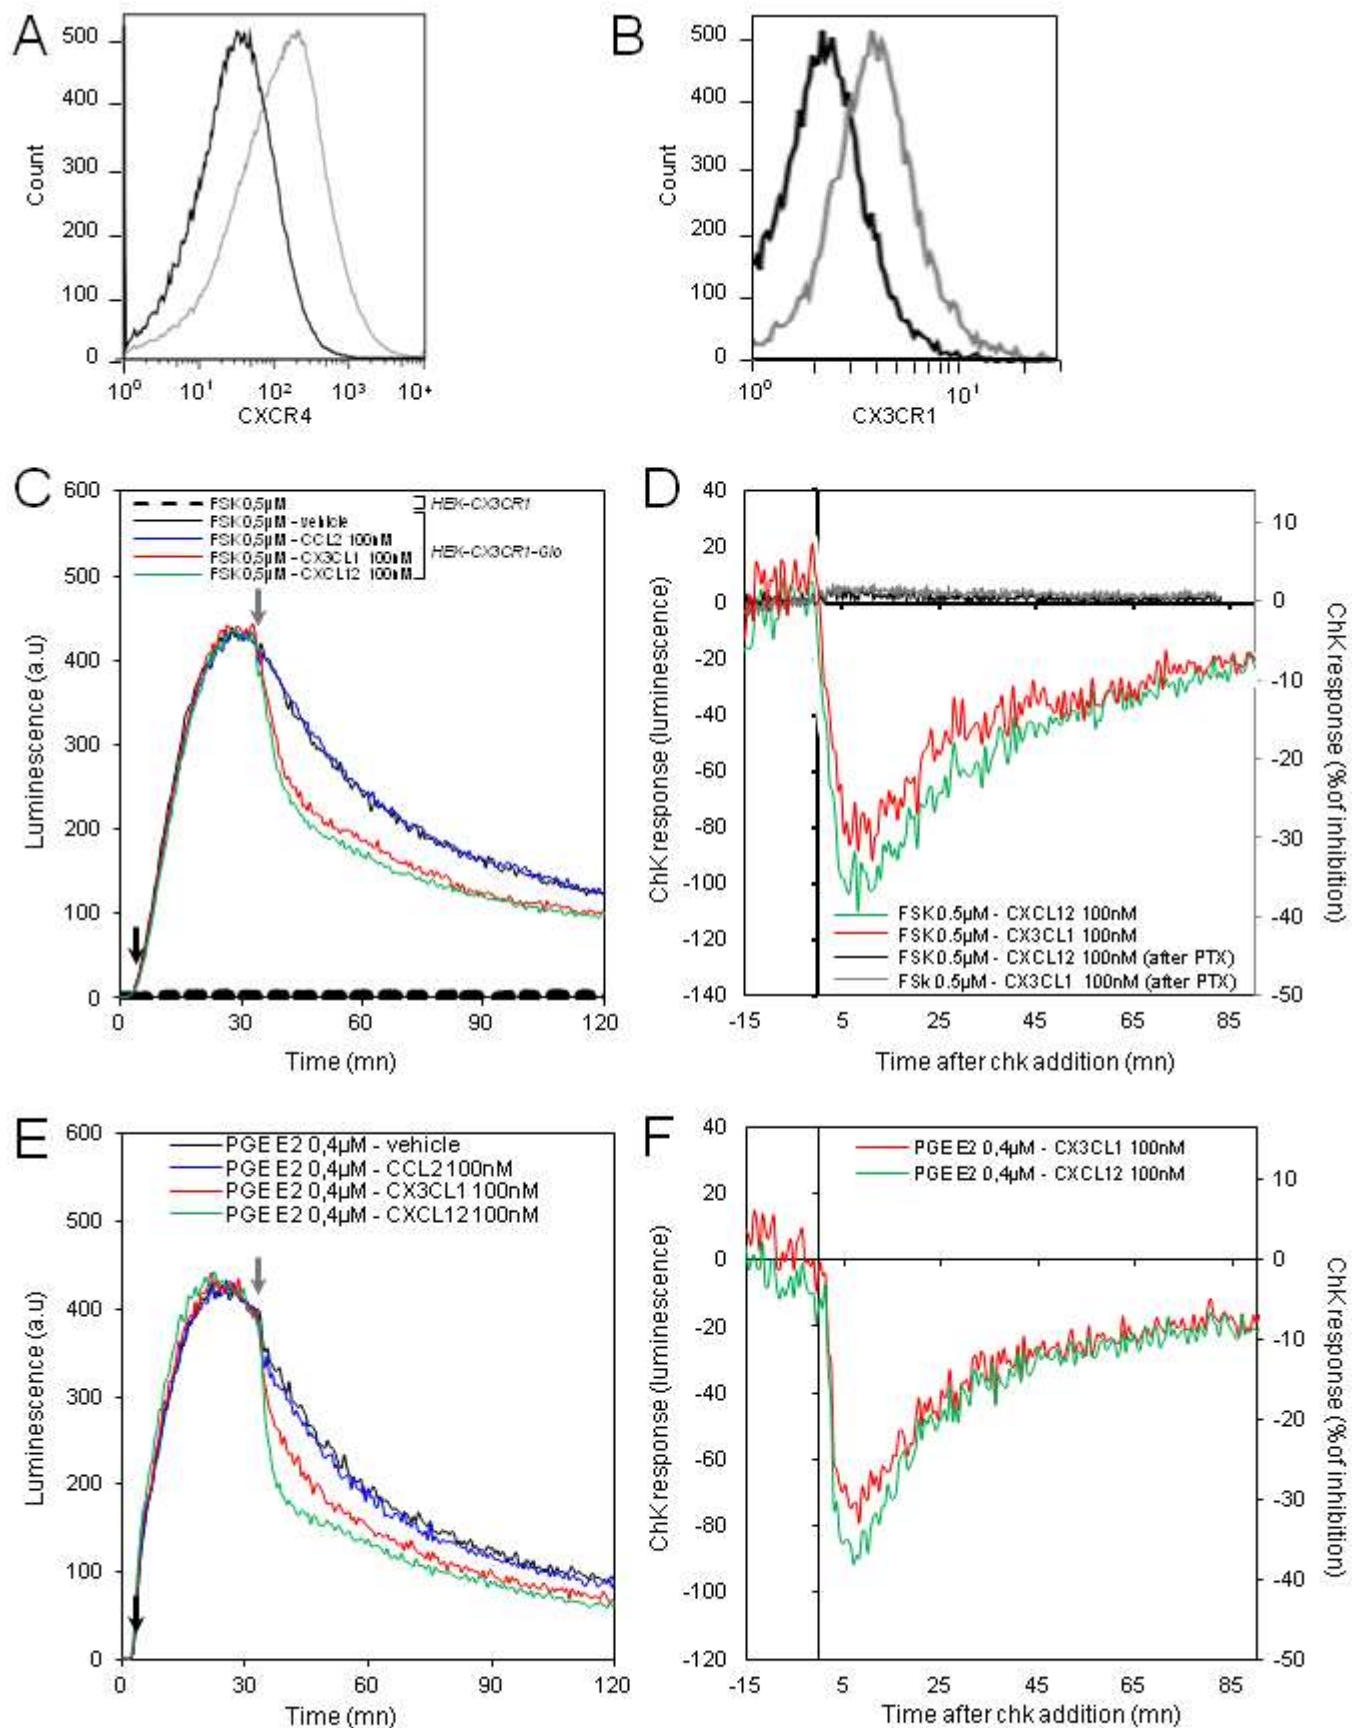 A
500
400
300
200
100
0
Count
10⁰ 10¹ 10² 10³ 10⁴
CXCR4
B
500
400
300
200
100
0
Count
10⁰ 10¹
CX3CR1
C
600
500
400
300
200
100
0
Luminescence (a.u)
FSK 0,5µM
HEK-CX3CR1
FSK 0,5µM - vehicle
FSK 0,5µM - CCL2 100nM
FSK 0,5µM - CX3CL1 100nM
FSK 0,5µM - CXCL12 100nM
HEK-CX3CR1-Glo
0 30 60 90 120
Time (mn)
D
40
20
0
-20
-40
-60
-80
-100
-120
-140
ChK response (luminescence)
10
0
-10
-20
-30
-40
-50
ChK response (% of inhibition)
FSK 0.5µM - CXCL12 100nM
FSK 0.5µM - CX3CL1 100nM
FSK 0.5µM - CXCL12 100nM (after PTX)
FSk 0.5µM - CX3CL1 100nM (after PTX)
-15 5 25 45 65 85
Time after chk addition (mn)
E
600
500
400
300
200
100
0
Luminescence (a.u)
PGE E2 0,4µM - vehicle
PGE E2 0,4µM - CCL2 100nM
PGE E2 0,4µM - CX3CL1 100nM
PGE E2 0,4µM - CXCL12 100nM
0 30 60 90 120
Time (mn)
F
40
20
0
-20
-40
-60
-80
-100
-120
ChK response (luminescence)
PGE E2 0,4µM - CX3CL1 100nM
PGE E2 0,4µM - CXCL12 100nM
10
0
-10
-20
-30
-40
-50
ChK response (% of inhibition)
-15 5 25 45 65 85
Time after chk addition (mn)